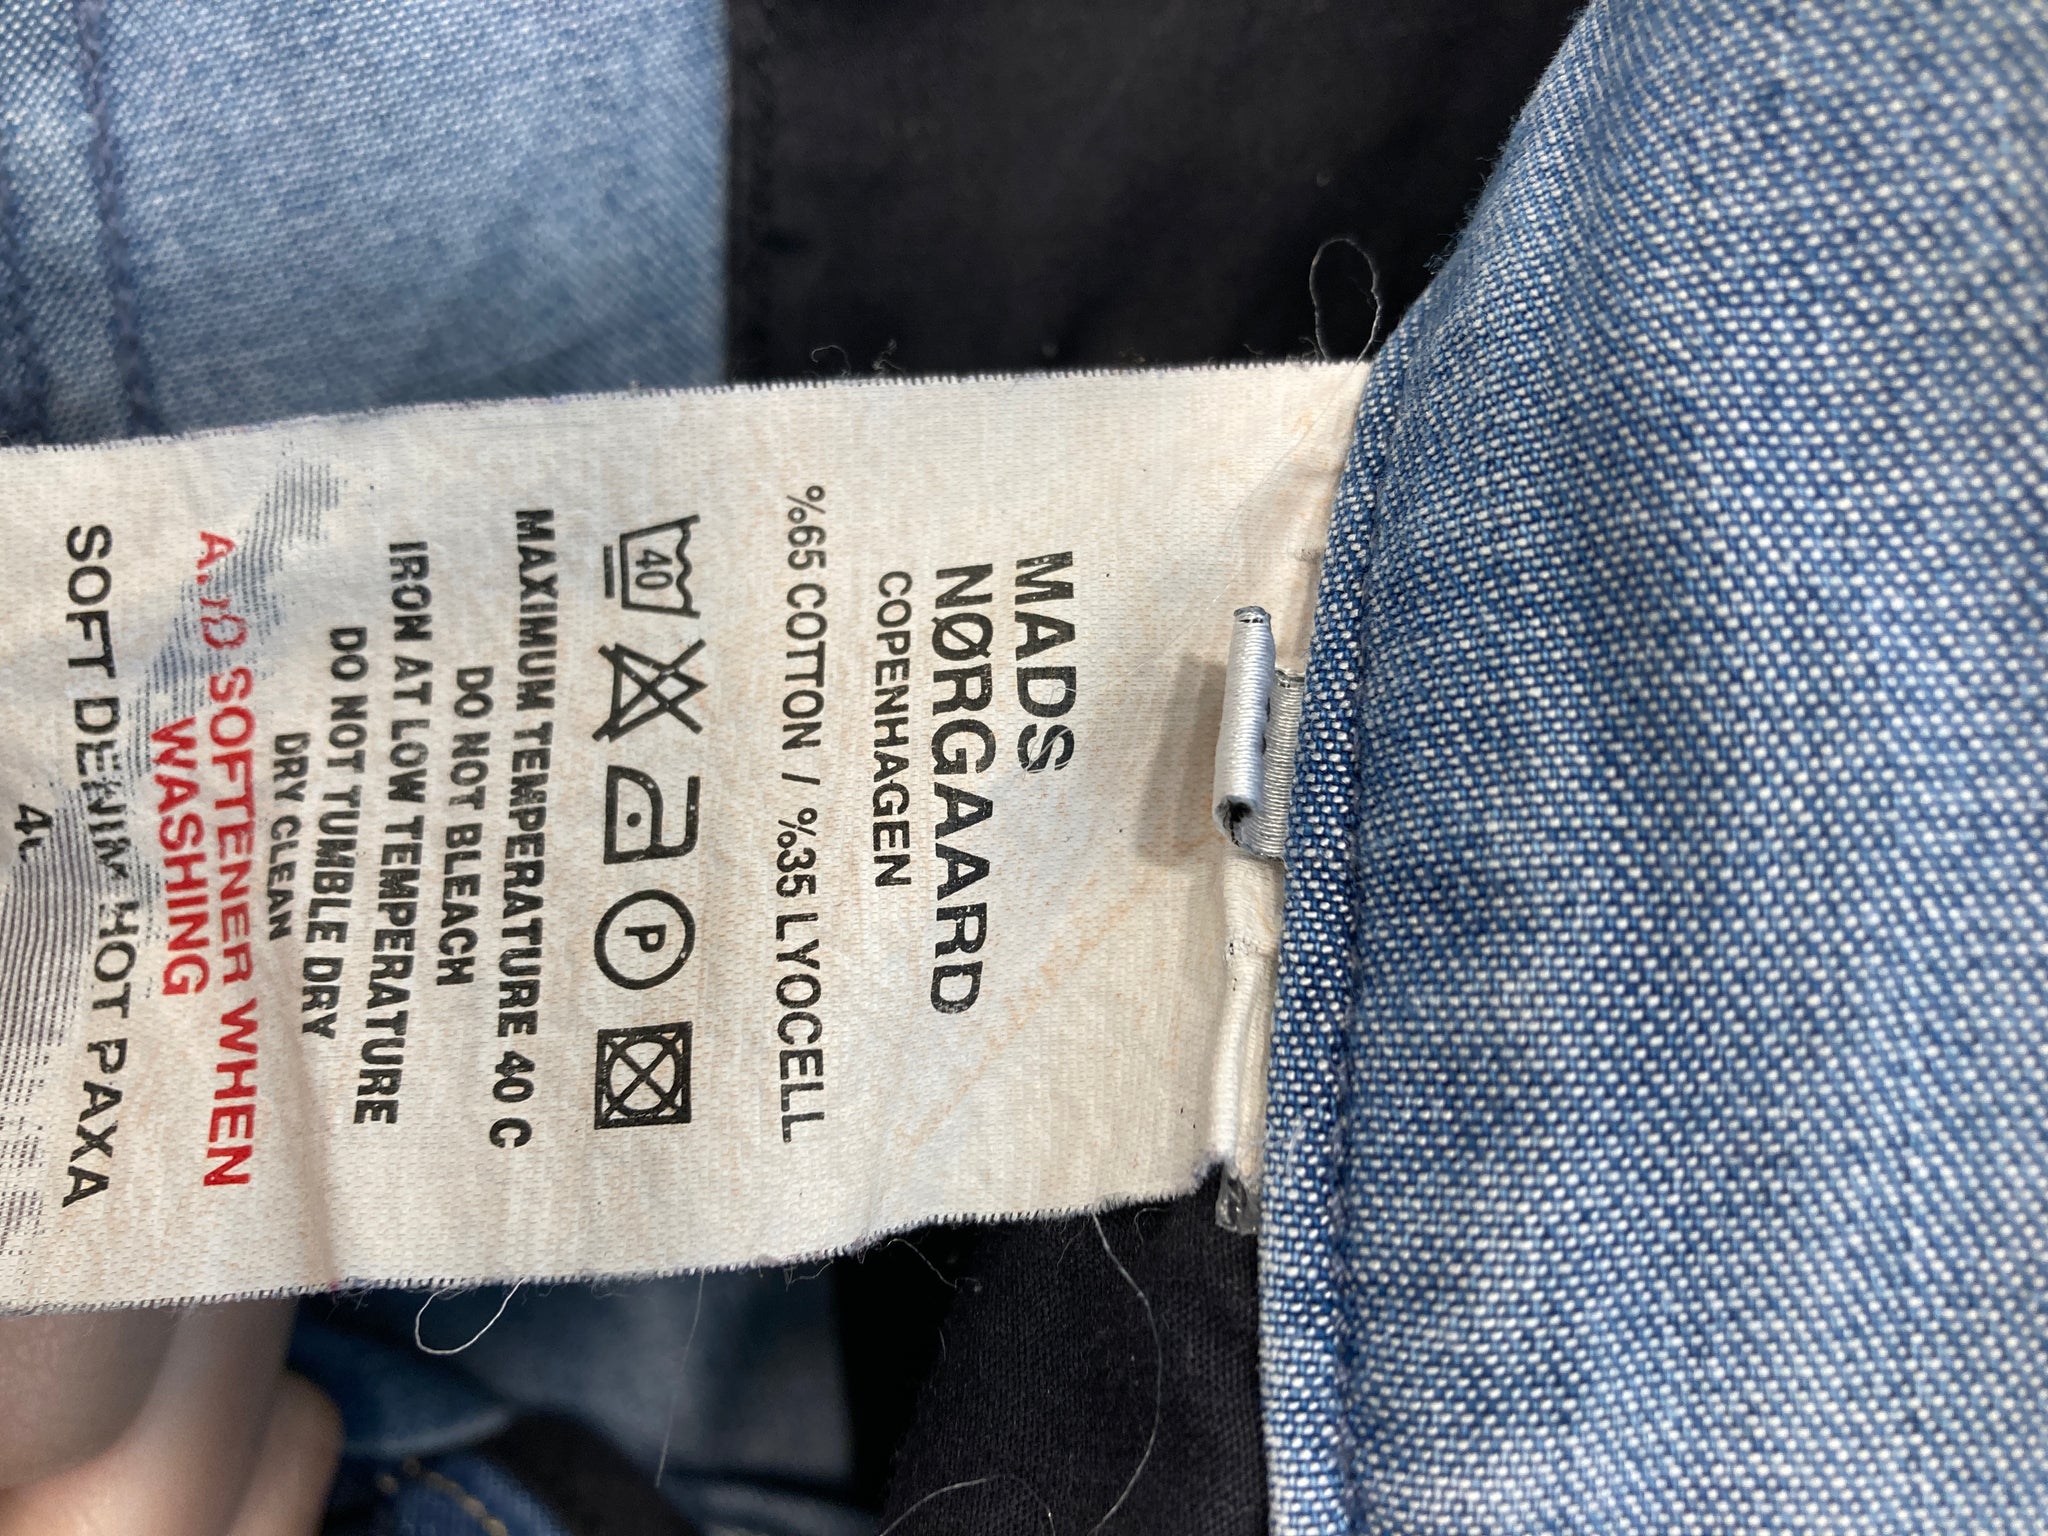 MADS
NØRGAARD
COPENHAGEN
%65 COTTON / %35 LYOCELL
40 P
MAXIMUM TEMPERATURE 40 C
DO NOT BLEACH
IRON AT LOW TEMPERATURE
DO NOT TUMBLE DRY
DRY CLEAN
SOFTENER WHEN
WASHING
SOFT DENIM HOT PAXA